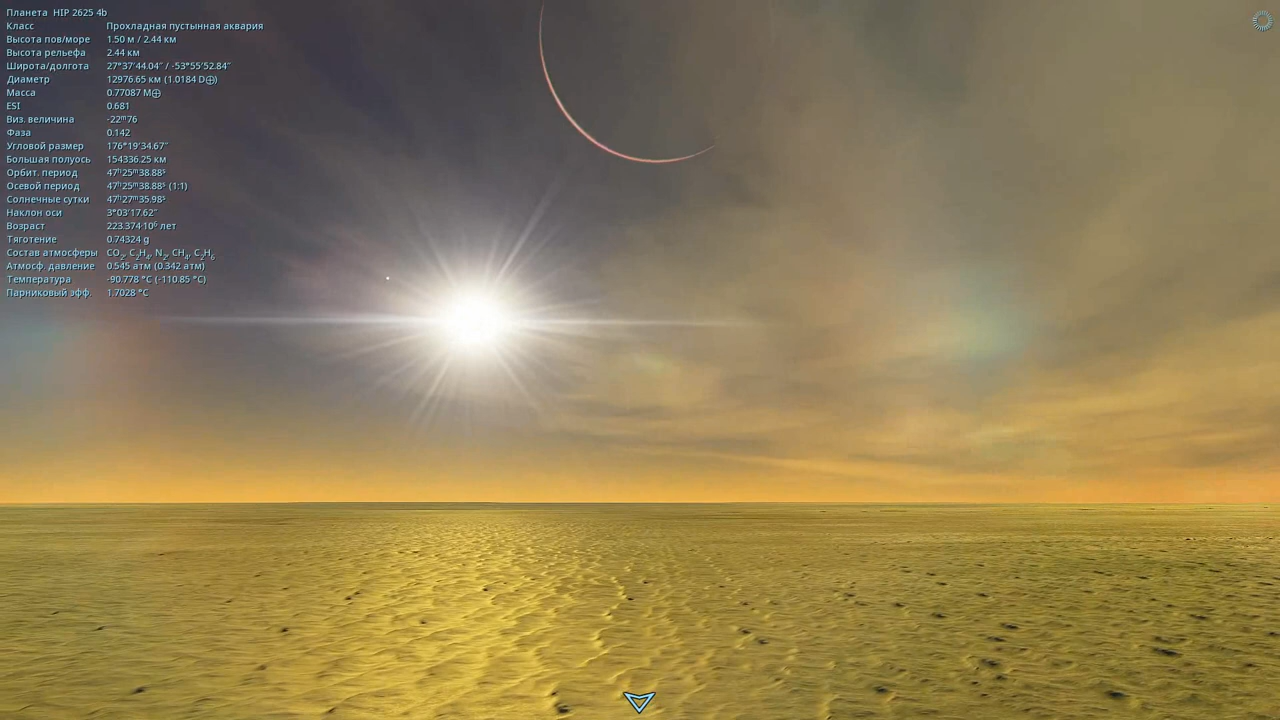 Планета HIP 2625 4b
Класс Прохладная пустынная аквария
Высота пов/море 1.50 м / 2.44 км
Высота рельефа 2.44 км
Широта/долгота 27°37′44.04″ / -53°55′52.84″
Диаметр 12976.65 км (1.0184 D⊕)
Масса 0.77087 M⊕
ESI 0.681
Виз. величина -22ᵐ76
Фаза 0.142
Угловой размер 176°19′34.67″
Большая полуось 154336.25 км
Орбит. период 47ʰ25ᵐ38.88ˢ
Осевой период 47ʰ25ᵐ38.88ˢ (1:1)
Солнечные сутки 47ʰ27ᵐ35.98ˢ
Наклон оси 3°03′17.62″
Возраст 223.374·10⁶ лет
Тяготение 0.74324 g
Состав атмосферы CO₂, C₂H₄, N₂, CH₄, C₂H₆
Атмосф. давление 0.545 атм (0.342 атм)
Температура -90.778 °C (-110.85 °C)
Парниковый эфф. 1.7028 °C